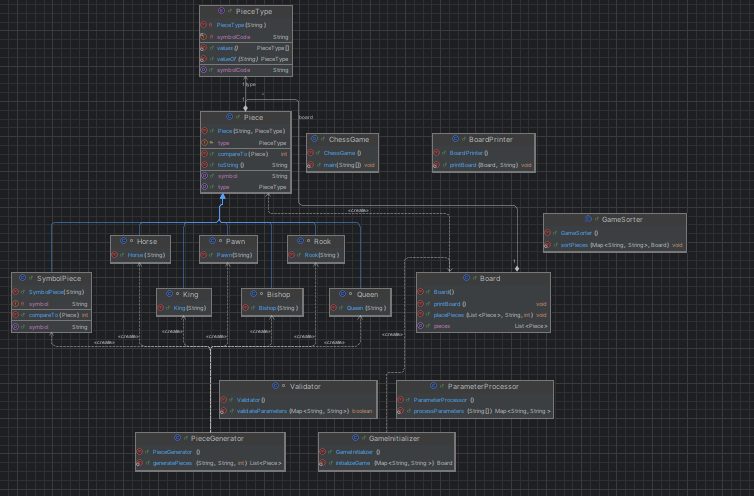 PieceType
PieceType(String)
symbolCode String
values() PieceType[]
valueOf(String) PieceType
symbolCode String
type
1
Piece
board
Piece(String, PieceType)
type PieceType
compareTo(Piece) int
toString() String
symbol String
type PieceType
ChessGame
ChessGame()
main(String[]) void
BoardPrinter
BoardPrinter()
printBoard(Board, String) void
«create»
GameSorter
GameSorter()
sortPieces(Map<String, String>, Board) void
Horse
Horse(String)
Pawn
Pawn(String)
Rook
Rook(String)
SymbolPiece
SymbolPiece(String)
symbol String
compareTo(Piece) int
symbol String
King
King(String)
Bishop
Bishop(String)
Queen
Queen(String)
Board
Board()
printBoard() void
placePieces(List<Piece>, String, int) void
pieces List<Piece>
«create»
«create»
«create»
«create»
«create»
«create»
Validator
Validator()
validateParameters(Map<String, String>) boolean
ParameterProcessor
ParameterProcessor()
processParameters(String[]) Map<String, String>
PieceGenerator
PieceGenerator()
generatePieces(String, String, int) List<Piece>
GameInitializer
GameInitializer()
initializeGame(Map<String, String>) Board